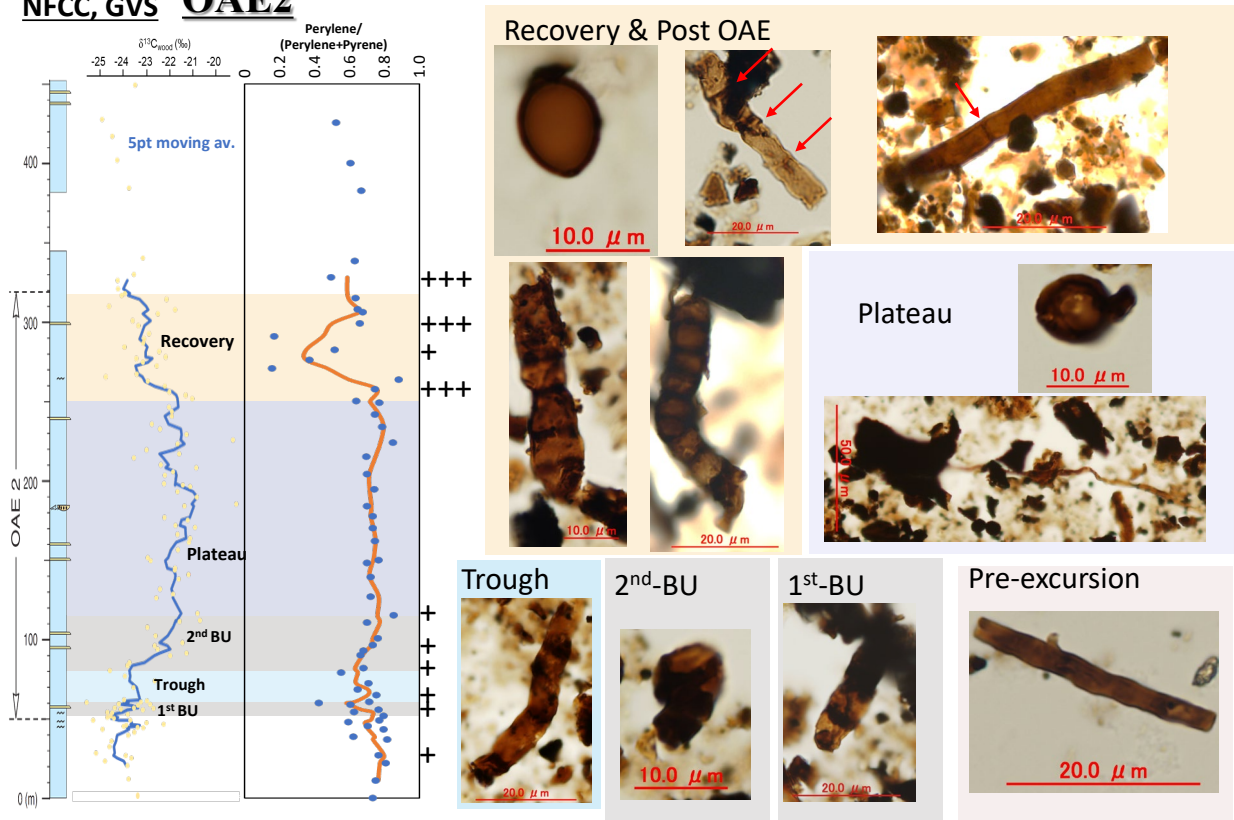 NFCC, GVS OAE2
δ13Cwood (‰)
-25 -24 -23 -22 -21 -20
Perylene/
(Perylene+Pyrene)
0 0.2 0.4 0.6 0.8 1.0
5pt moving av.
400
300
200
100
0 (m)
OAE 2
Recovery
Plateau
2nd BU
Trough
1st BU
+++
+++
+
+++
+
+
+
+
+
+
Recovery & Post OAE
10.0 μm
20.0 μm
20.0 μm
10.0 μm
20.0 μm
Plateau
10.0 μm
50.0 μm
Trough
20.0 μm
2nd-BU
10.0 μm
1st-BU
20.0 μm
Pre-excursion
20.0 μm